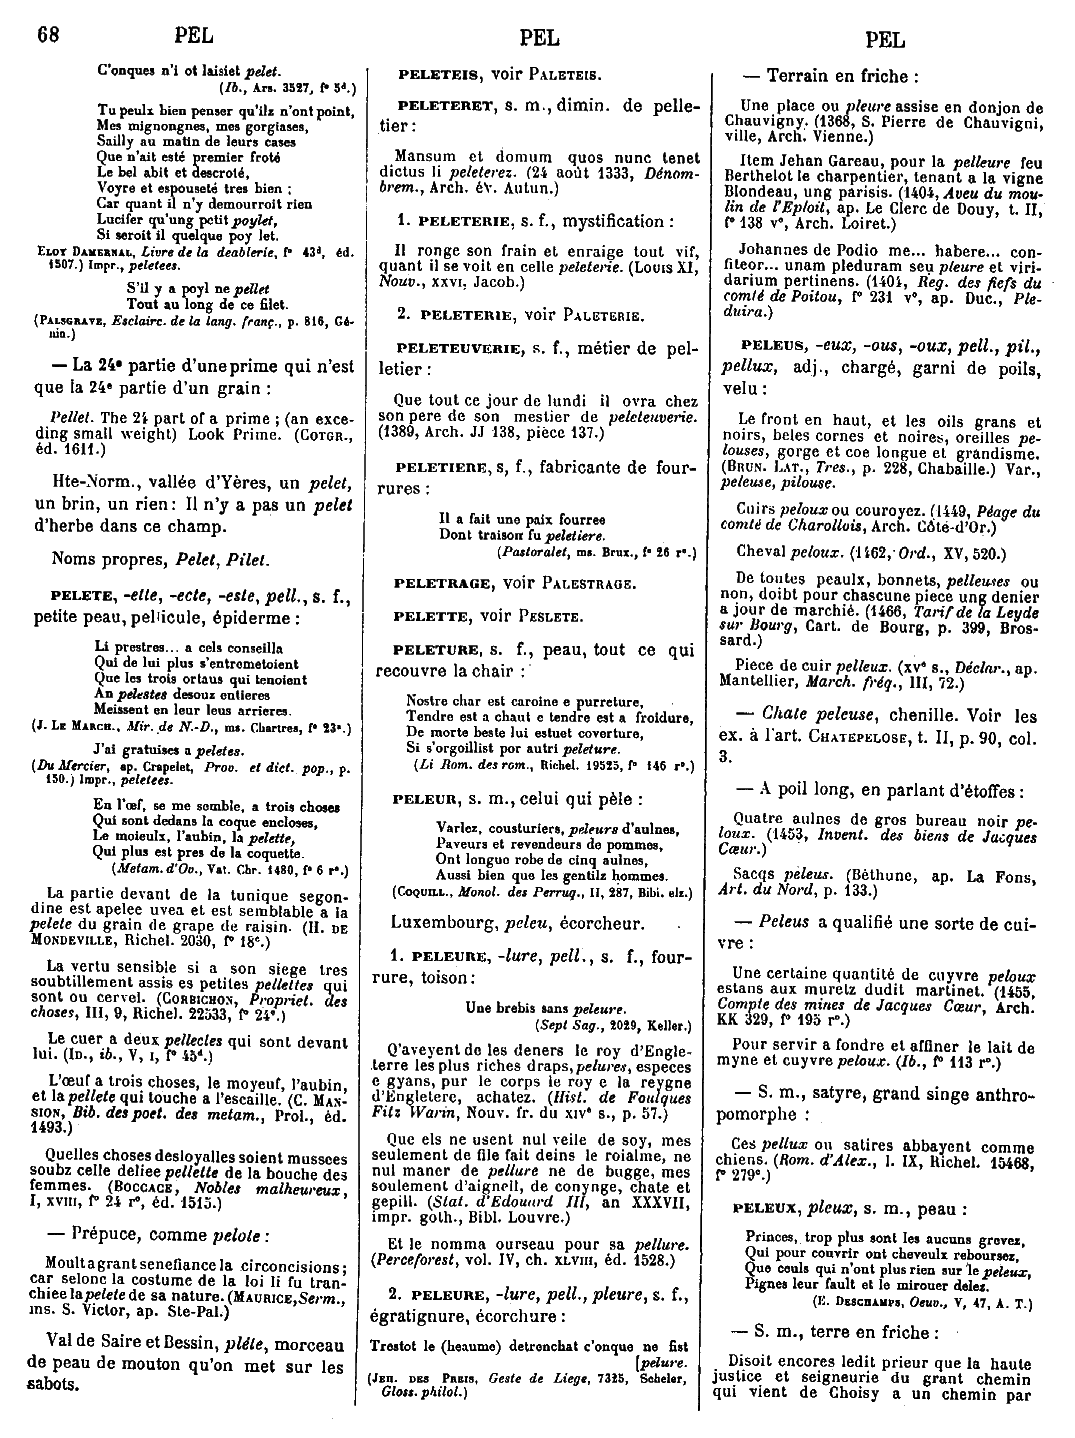 68 PEL PEL PEL
C'onques n'i ot laisiet pelet.
(Ib., Ars. 3527, f° 5d.)
Tu peulx bien penser qu'ilz n'ont point,
Mes mignongnes, mes gorgiases,
Sailly au matin de leurs cases
Que n'ait esté premier froté
Le bel abit et descroté,
Voyre et espouseté tres bien ;
Car quant il n'y demourroit rien
Lucifer qu'ung petit poylet,
Si seroit il quelque poy let.
ELOY DAMERNAL, Livre de la deablerie, f° 43d, éd.
1507.) Impr., peletees.
S'il y a poyl ne pellet
Tout au long de ce filet.
(PALSGRAVE, Esclairc. de la lang. franç., p. 816, Gé-
nin.)
— La 24e partie d'une prime qui n'est
que la 24e partie d'un grain :
Pellet. The 24 part of a prime ; (an exce-
ding small weight) Look Prime. (COTGR.,
éd. 1611.)
Hte-Norm., vallée d'Yères, un pelet,
un brin, un rien : Il n'y a pas un pelet
d'herbe dans ce champ.
Noms propres, Pelet, Pilet.
PELETE, -elle, -ecte, -este, pell., s. f.,
petite peau, pellicule, épiderme :
Li prestres... a cels conseilla
Qui de lui plus s'entremetoient
Que les trois ortaus qui tenoient
An pelestes desouz entieres
Meissent en leur leus arrieres.
(J. LE MARCH., Mir. de N.-D., ms. Chartres, f° 23a.)
J'ai gratuises a peletes.
(Du Mercier, ap. Crapelet, Prov. et dict. pop., p.
150.) Impr., peletees.
En l'œf, se me semble, a trois choses
Qui sont dedans la coque encloses,
Le moieulx, l'aubin, la pelette,
Qui plus est pres de la coquette.
(Metam. d'Ov., Vat. Chr. 1480, f° 6 r°.)
La partie devant de la tunique segon-
dine est apelee uvea et est semblable a la
pelete du grain de grape de raisin. (H. DE
MONDEVILLE, Richel. 2030, f° 18c.)
La vertu sensible si a son siege tres
soubtillement assis es petites pellettes qui
sont ou cervel. (CORBICHON, Propriet. des
choses, III, 9, Richel. 22533, f° 24a.)
Le cuer a deux pellecles qui sont devant
lui. (ID., ib., V, I, f° 45d.)
L'œuf a trois choses, le moyeuf, l'aubin,
et la pellete qui touche a l'escaille. (C. MAN-
SION, Bib. des poet. des metam., Prol., éd.
1493.)
Quelles choses desloyalles soient mussees
soubz celle deliee pellette de la bouche des
femmes. (BOCCACE, Nobles malheureux,
I, XVIII, f° 24 r°, éd. 1515.)
— Prépuce, comme pelote :
Moult a grant senefiance la circoncisions ;
car selonc la costume de la loi li fu tran-
chiee la pelete de sa nature. (MAURICE, Serm.,
ms. S. Victor, ap. Ste-Pal.)
Val de Saire et Bessin, pléte, morceau
de peau de mouton qu'on met sur les
sabots.
PELETEIS, voir PALETEIS.
PELETERET, s. m., dimin. de pelle-
tier :
Mansum et domum quos nunc tenet
dictus li peleterez. (24 août 1333, Dénom-
brem., Arch. év. Autun.)
1. PELETERIE, s. f., mystification :
Il ronge son frain et enraige tout vif,
quant il se voit en celle peleterie. (LOUIS XI,
Nouv., XXVI, Jacob.)
2. PELETERIE, voir PALETERIE.
PELETEUVERIE, s. f., métier de pel-
letier :
Que tout ce jour de lundi il ovra chez
son pere de son mestier de peleteuverie.
(1389, Arch. JJ 138, pièce 137.)
PELETIERE, s, f., fabricante de four-
rures :
Il a fait une paix fourree
Dont traison fu peletiere.
(Pastoralet, ms. Brux., f° 26 r°.)
PELETRAGE, voir PALESTRAGE.
PELETTE, voir PESLETE.
PELETURE, s. f., peau, tout ce qui
recouvre la chair :
Nostre char est caroine e purreture,
Tendre est a chaut e tendre est a froidure,
De morte beste lui estuet coverture,
Si s'orgoillist por autri peleture.
(Li Rom. des rom., Richel. 19525, f° 146 r°.)
PELEUR, s. m., celui qui pèle :
Varlez, cousturiers, peleurs d'aulnes,
Paveurs et revendeurs de pommes,
Ont longue robe de cinq aulnes,
Aussi bien que les gentilz hommes.
(COQUILL., Monol. des Perruq., II, 287, Bibl. elz.)
Luxembourg, peleu, écorcheur.
1. PELEURE, -lure, pell., s. f., four-
rure, toison :
Une brebis sans peleure.
(Sept Sag., 2029, Keller.)
Q'aveyent de les deners le roy d'Engle-
terre les plus riches draps, pelures, especes
e gyans, pur le corps le roy e la reygne
d'Engletere, achatez. (Hist. de Foulques
Fitz Warin, Nouv. fr. du XIVe s., p. 57.)
Que els ne usent nul veile de soy, mes
seulement de file fait deins le roialme, ne
nul maner de pellure ne de bugge, mes
soulement d'aigneil, de conynge, chate et
gepill. (Stat. d'Edouard III, an XXXVII,
impr. goth., Bibl. Louvre.)
Et le nomma ourseau pour sa pellure.
(Perceforest, vol. IV, ch. XLVIII, éd. 1528.)
2. PELEURE, -lure, pell., pleure, s. f.,
égratignure, écorchure :
Trestot le (heaume) detrenchat c'onque ne fist
[pelure.
(JEH. DES PREIS, Geste de Liege, 7325, Scheler,
Gloss. philol.)
— Terrain en friche :
Une place ou pleure assise en donjon de
Chauvigny. (1368, S. Pierre de Chauvigni,
ville, Arch. Vienne.)
Item Jehan Gareau, pour la pelleure feu
Berthelot le charpentier, tenant a la vigne
Blondeau, ung parisis. (1404, Aveu du mou-
lin de l'Eploit, ap. Le Clerc de Douy, t. II,
f° 138 v°, Arch. Loiret.)
Johannes de Podio me... habere... con-
fiteor... unam pleduram seu pleure et viri-
darium pertinens. (1404, Reg. des fiefs du
comté de Poitou, f° 231 v°, ap. Duc., Ple-
duira.)
PELEUS, -eux, -ous, -oux, pell., pil.,
pellux, adj., chargé, garni de poils,
velu :
Le front en haut, et les oils grans et
noirs, beles cornes et noires, oreilles pe-
louses, gorge et coe longue et grandisme.
(BRUN. LAT., Tres., p. 228, Chabaille.) Var.,
peleuse, pilouse.
Cuirs peloux ou couroyez. (1449, Péage du
comté de Charollois, Arch. Côté-d'Or.)
Cheval peloux. (1462, Ord., XV, 520.)
De toutes peaulx, bonnets, pelleuses ou
non, doibt pour chascune piece ung denier
a jour de marchié. (1466, Tarif de la Leyde
sur Bourg, Cart. de Bourg, p. 399, Bros-
sard.)
Piece de cuir pelleux. (XVe s., Déclar., ap.
Mantellier, March. fréq., III, 72.)
— Chate peleuse, chenille. Voir les
ex. à l'art. CHATEPELOSE, t. II, p. 90, col.
3.
— A poil long, en parlant d'étoffes :
Quatre aulnes de gros bureau noir pe-
loux. (1453, Invent. des biens de Jacques
Cœur.)
Sacqs peleus. (Béthune, ap. La Fons,
Art. du Nord, p. 133.)
— Peleus a qualifié une sorte de cui-
vre :
Une certaine quantité de cuyvre peloux
estans aux muretz dudit martinet. (1455,
Compte des mines de Jacques Cœur, Arch.
KK 329, f° 195 r°.)
Pour servir a fondre et affiner le lait de
myne et cuyvre peloux. (Ib., f° 113 r°.)
— S. m., satyre, grand singe anthro-
pomorphe :
Ces pellux ou satires abbayent comme
chiens. (Rom. d'Alex., l. IX, Richel. 15468,
f° 279c.)
PELEUX, pleux, s. m., peau :
Princes, trop plus sont les aucuns grevez,
Qui pour couvrir ont cheveulx reboursez,
Que ceuls qui n'ont plus rien sur le peleux,
Pignes leur fault et le mirouer delez.
(E. DESCHAMPS, Oeuv., V, 47, A. T.)
— S. m., terre en friche :
Disoit encores ledit prieur que la haute
justice et seigneurie du grant chemin
qui vient de Choisy a un chemin par